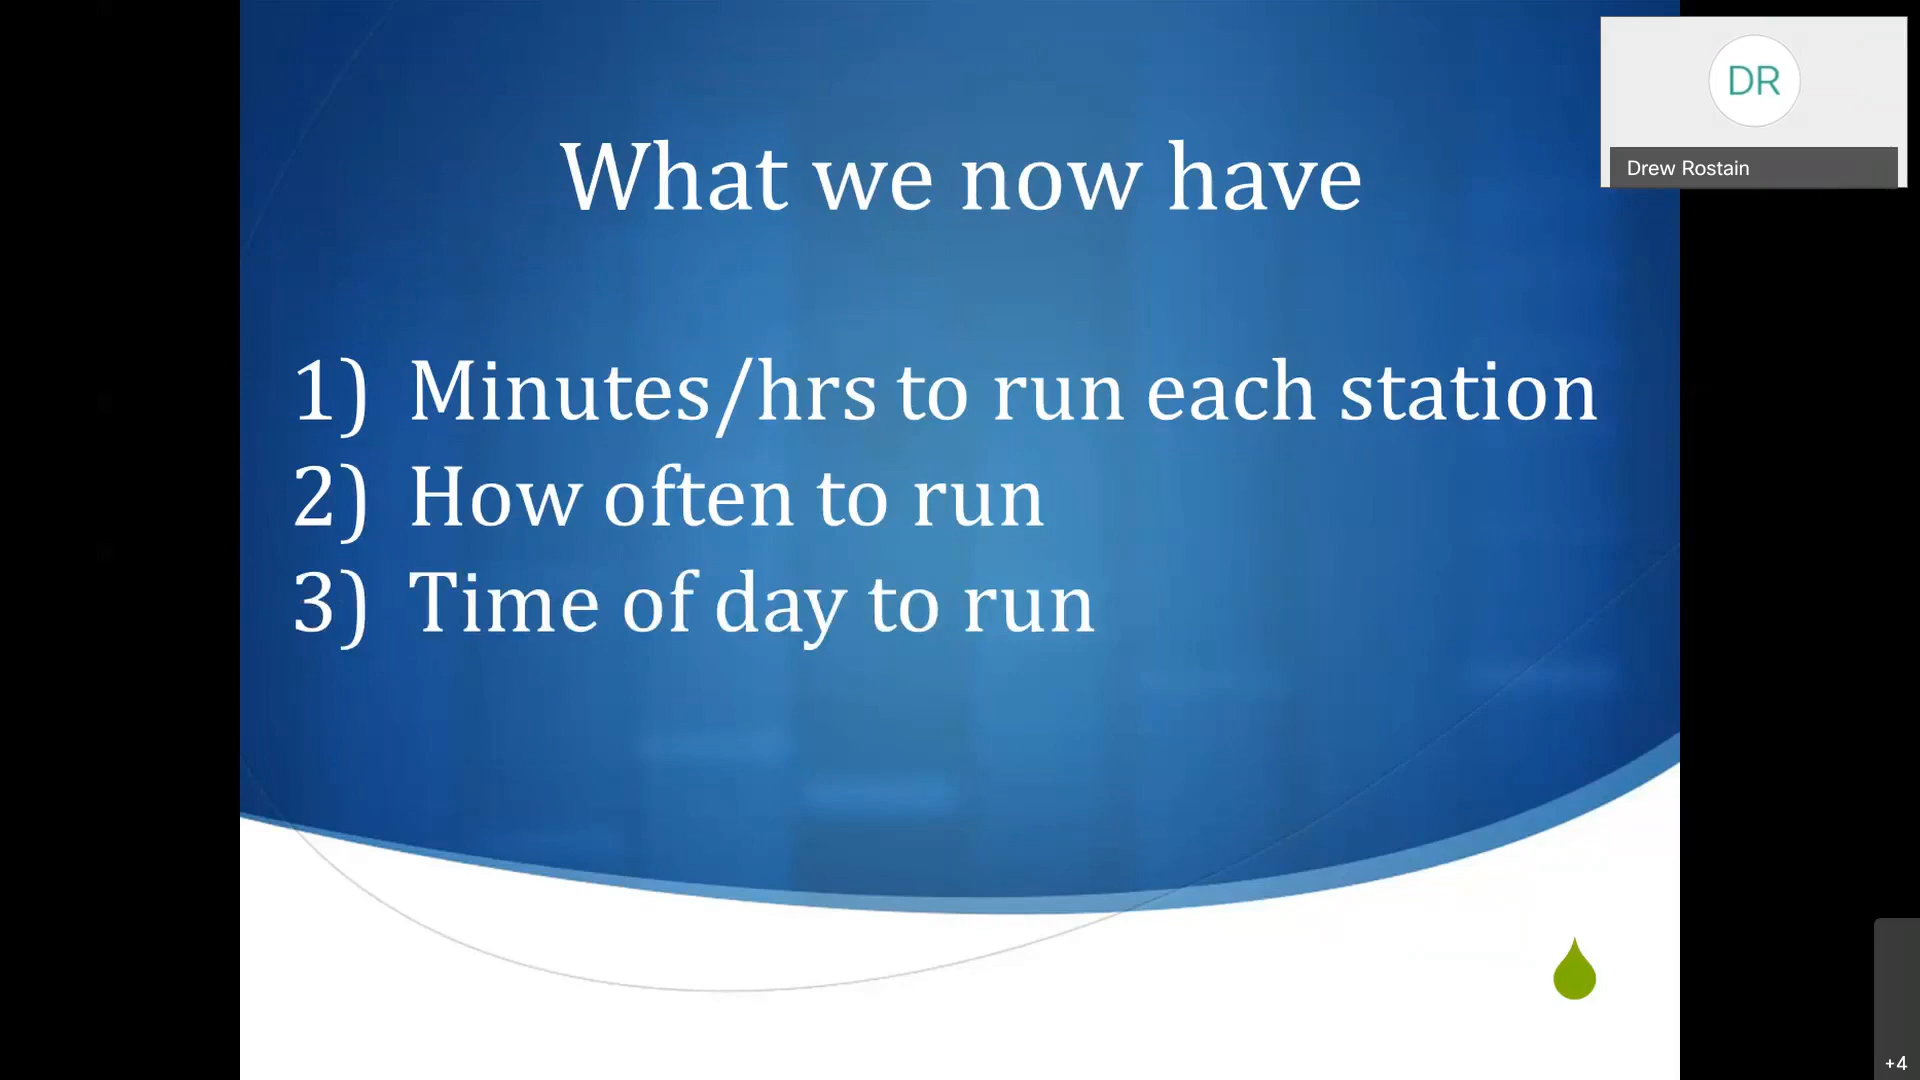 What we now have
1) Minutes/hrs to run each station
2) How often to run
3) Time of day to run
DR
Drew Rostain
+4